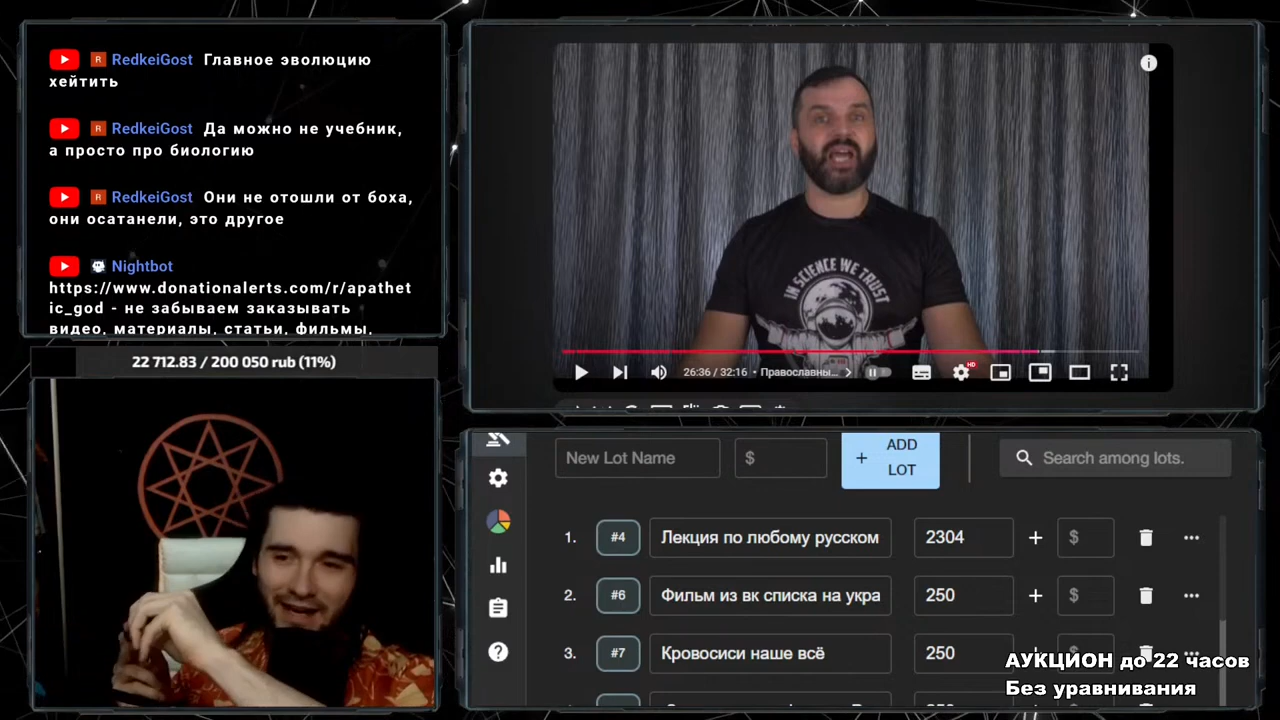 RedkeiGost Главное эволюцию
хейтить
RedkeiGost Да можно не учебник,
а просто про биологию
RedkeiGost Они не отошли от боха,
они осатанели, это другое
Nightbot
https://www.donationalerts.com/r/apathet
ic_god - не забываем заказывать
видео, материалы, статьи, фильмы,
22 712.83 / 200 050 rub (11%)
IN SCIENCE WE TRUST
26:36 / 32:16 • Православны...
HD
New Lot Name
$
+ ADD
LOT
Search among lots.
1. #4 Лекция по любому русском 2304 + $
2. #6 Фильм из вк списка на укра 250 + $
3. #7 Кровосиси наше всё 250 + $
АУКЦИОН до 22 часов
Без уравнивания